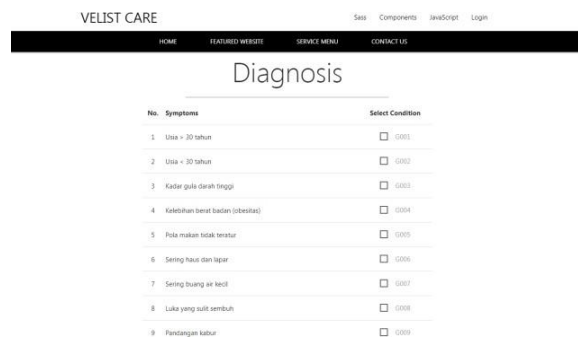 VELIST CARE Sass Components JavaScript Login
HOME FEATURED WEBSITE SERVICE MENU CONTACT US
Diagnosis
No. Symptoms Select Condition
1 Usia > 30 tahun G001
2 Usia < 30 tahun G002
3 Kadar gula darah tinggi G003
4 Kelebihan berat badan (obesitas) G004
5 Pola makan tidak teratur G005
6 Sering haus dan lapar G006
7 Sering buang air kecil G007
8 Luka yang sulit sembuh G008
9 Pandangan kabur G009